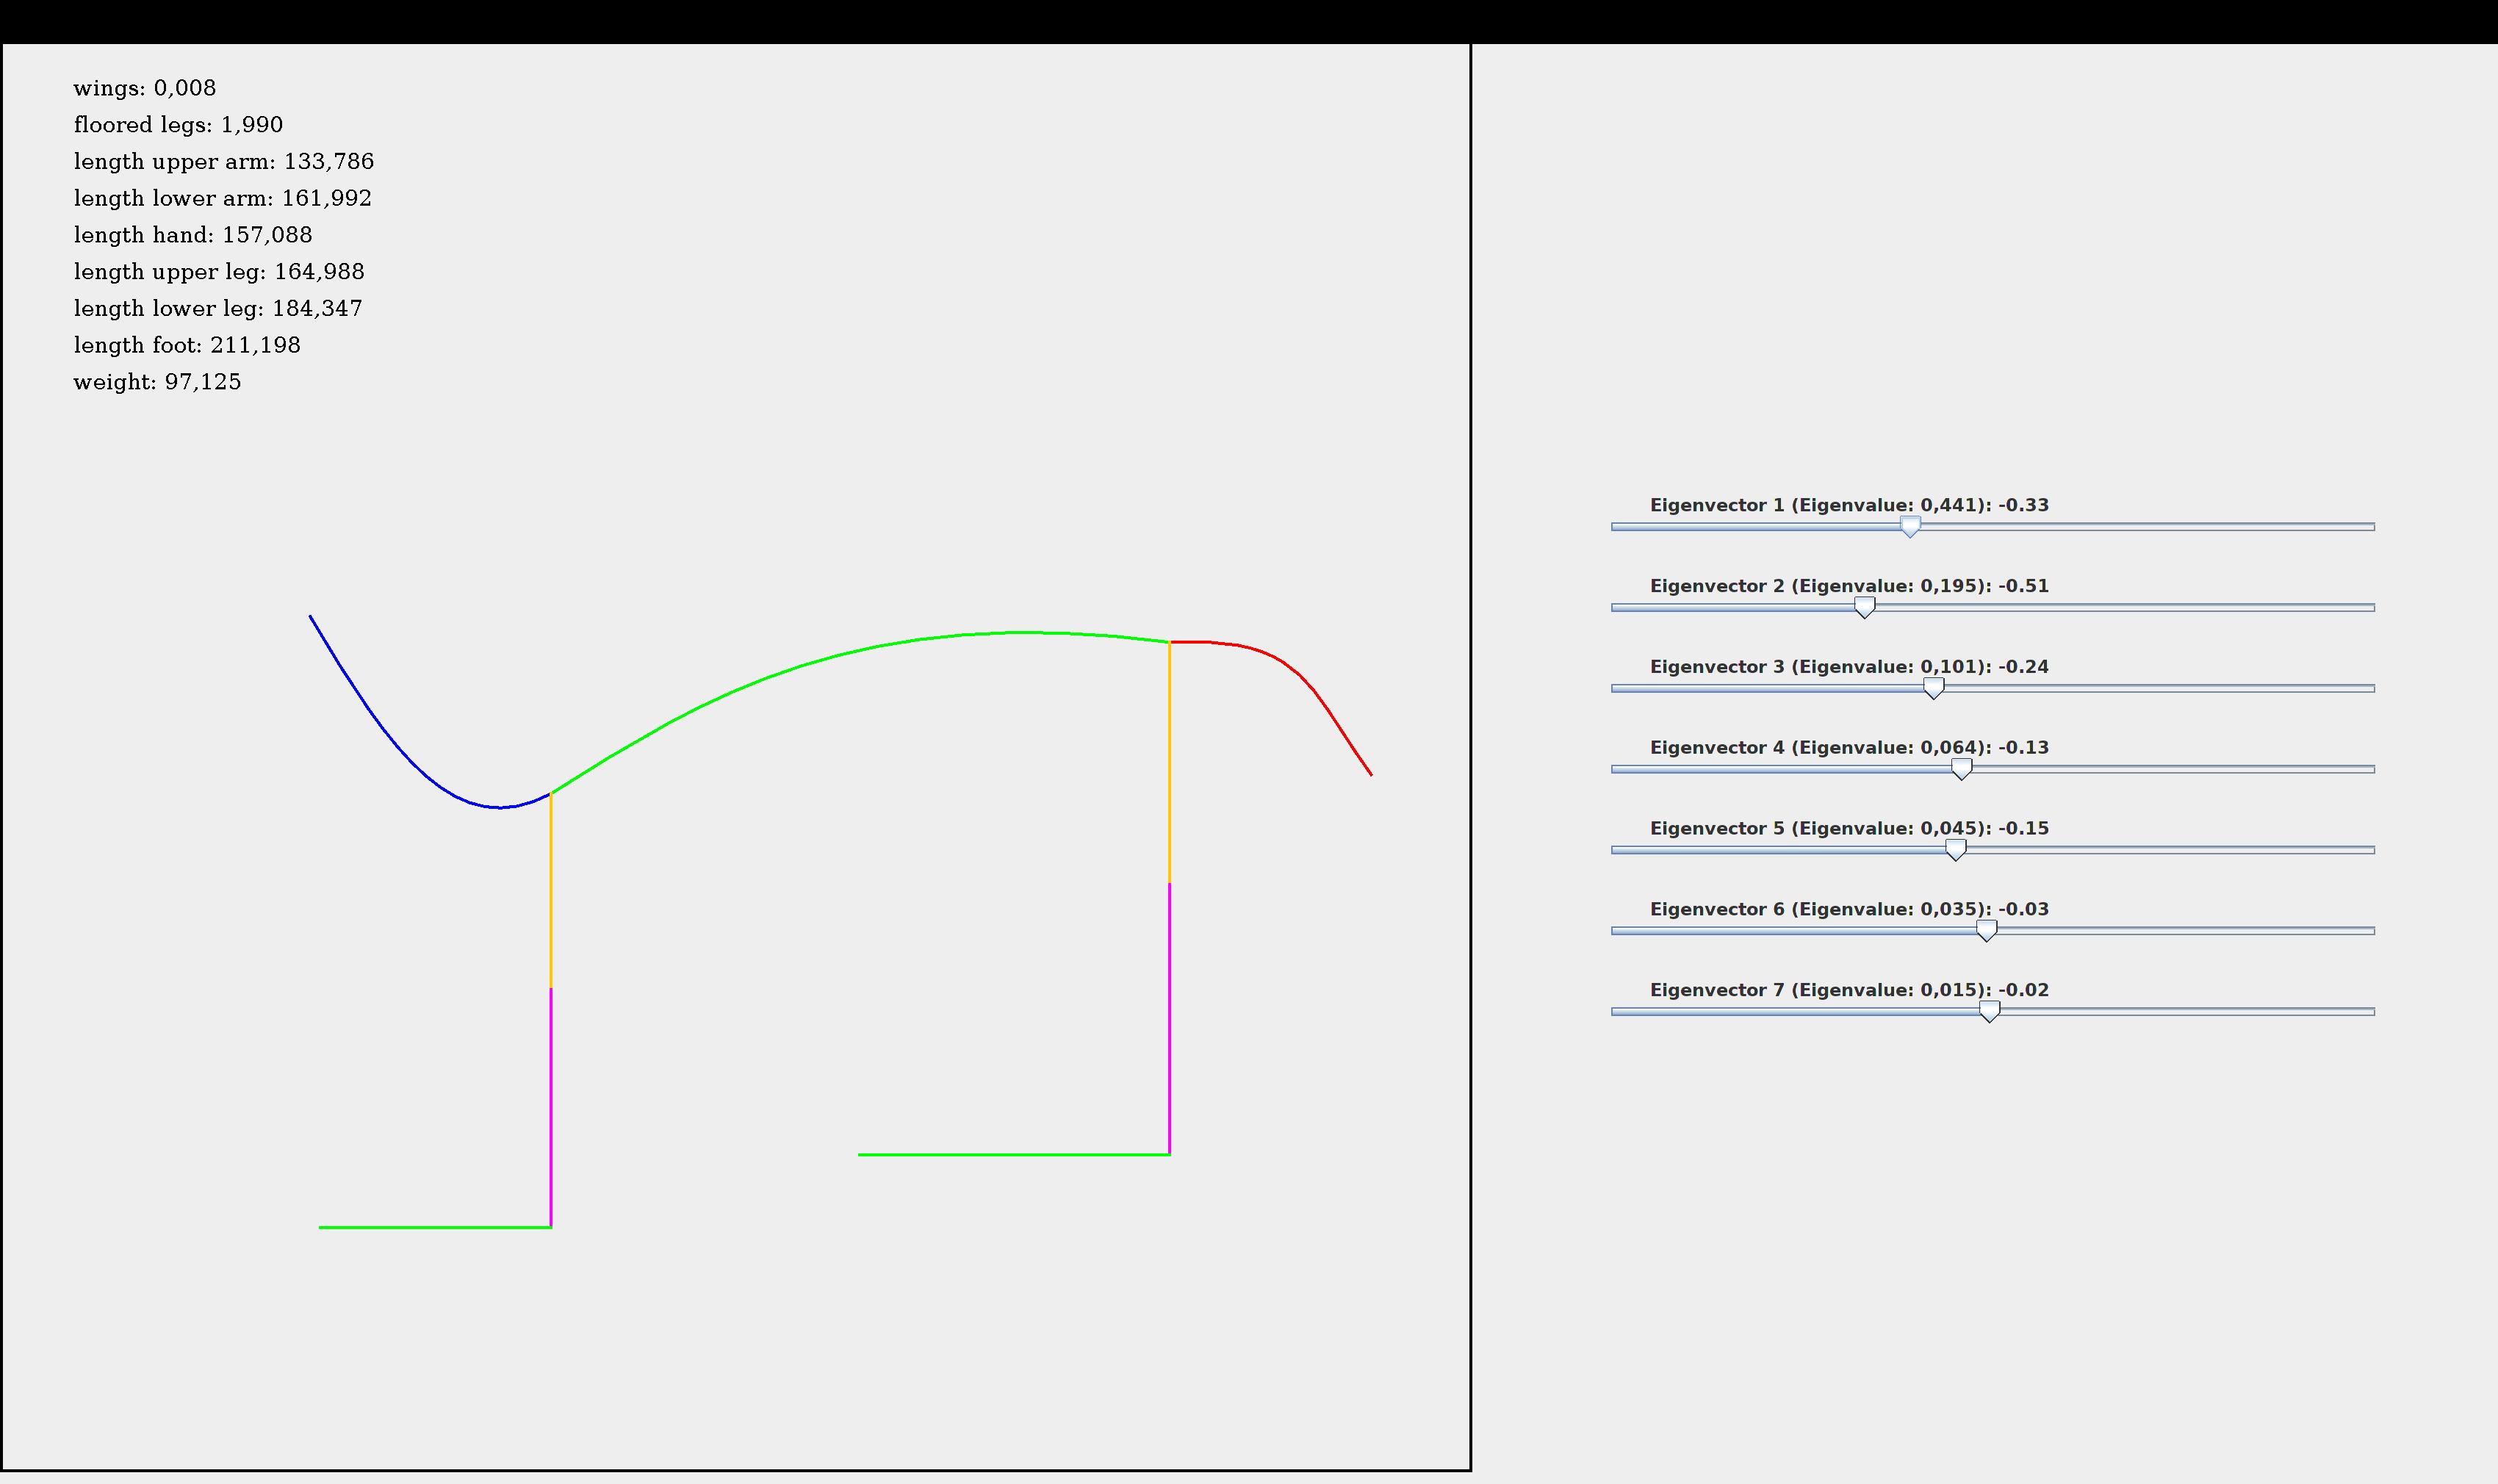 wings: 0,008
floored legs: 1,990
length upper arm: 133,786
length lower arm: 161,992
length hand: 157,088
length upper leg: 164,988
length lower leg: 184,347
length foot: 211,198
weight: 97,125
Eigenvector 1 (Eigenvalue: 0,441): -0.33
Eigenvector 2 (Eigenvalue: 0,195): -0.51
Eigenvector 3 (Eigenvalue: 0,101): -0.24
Eigenvector 4 (Eigenvalue: 0,064): -0.13
Eigenvector 5 (Eigenvalue: 0,045): -0.15
Eigenvector 6 (Eigenvalue: 0,035): -0.03
Eigenvector 7 (Eigenvalue: 0,015): -0.02